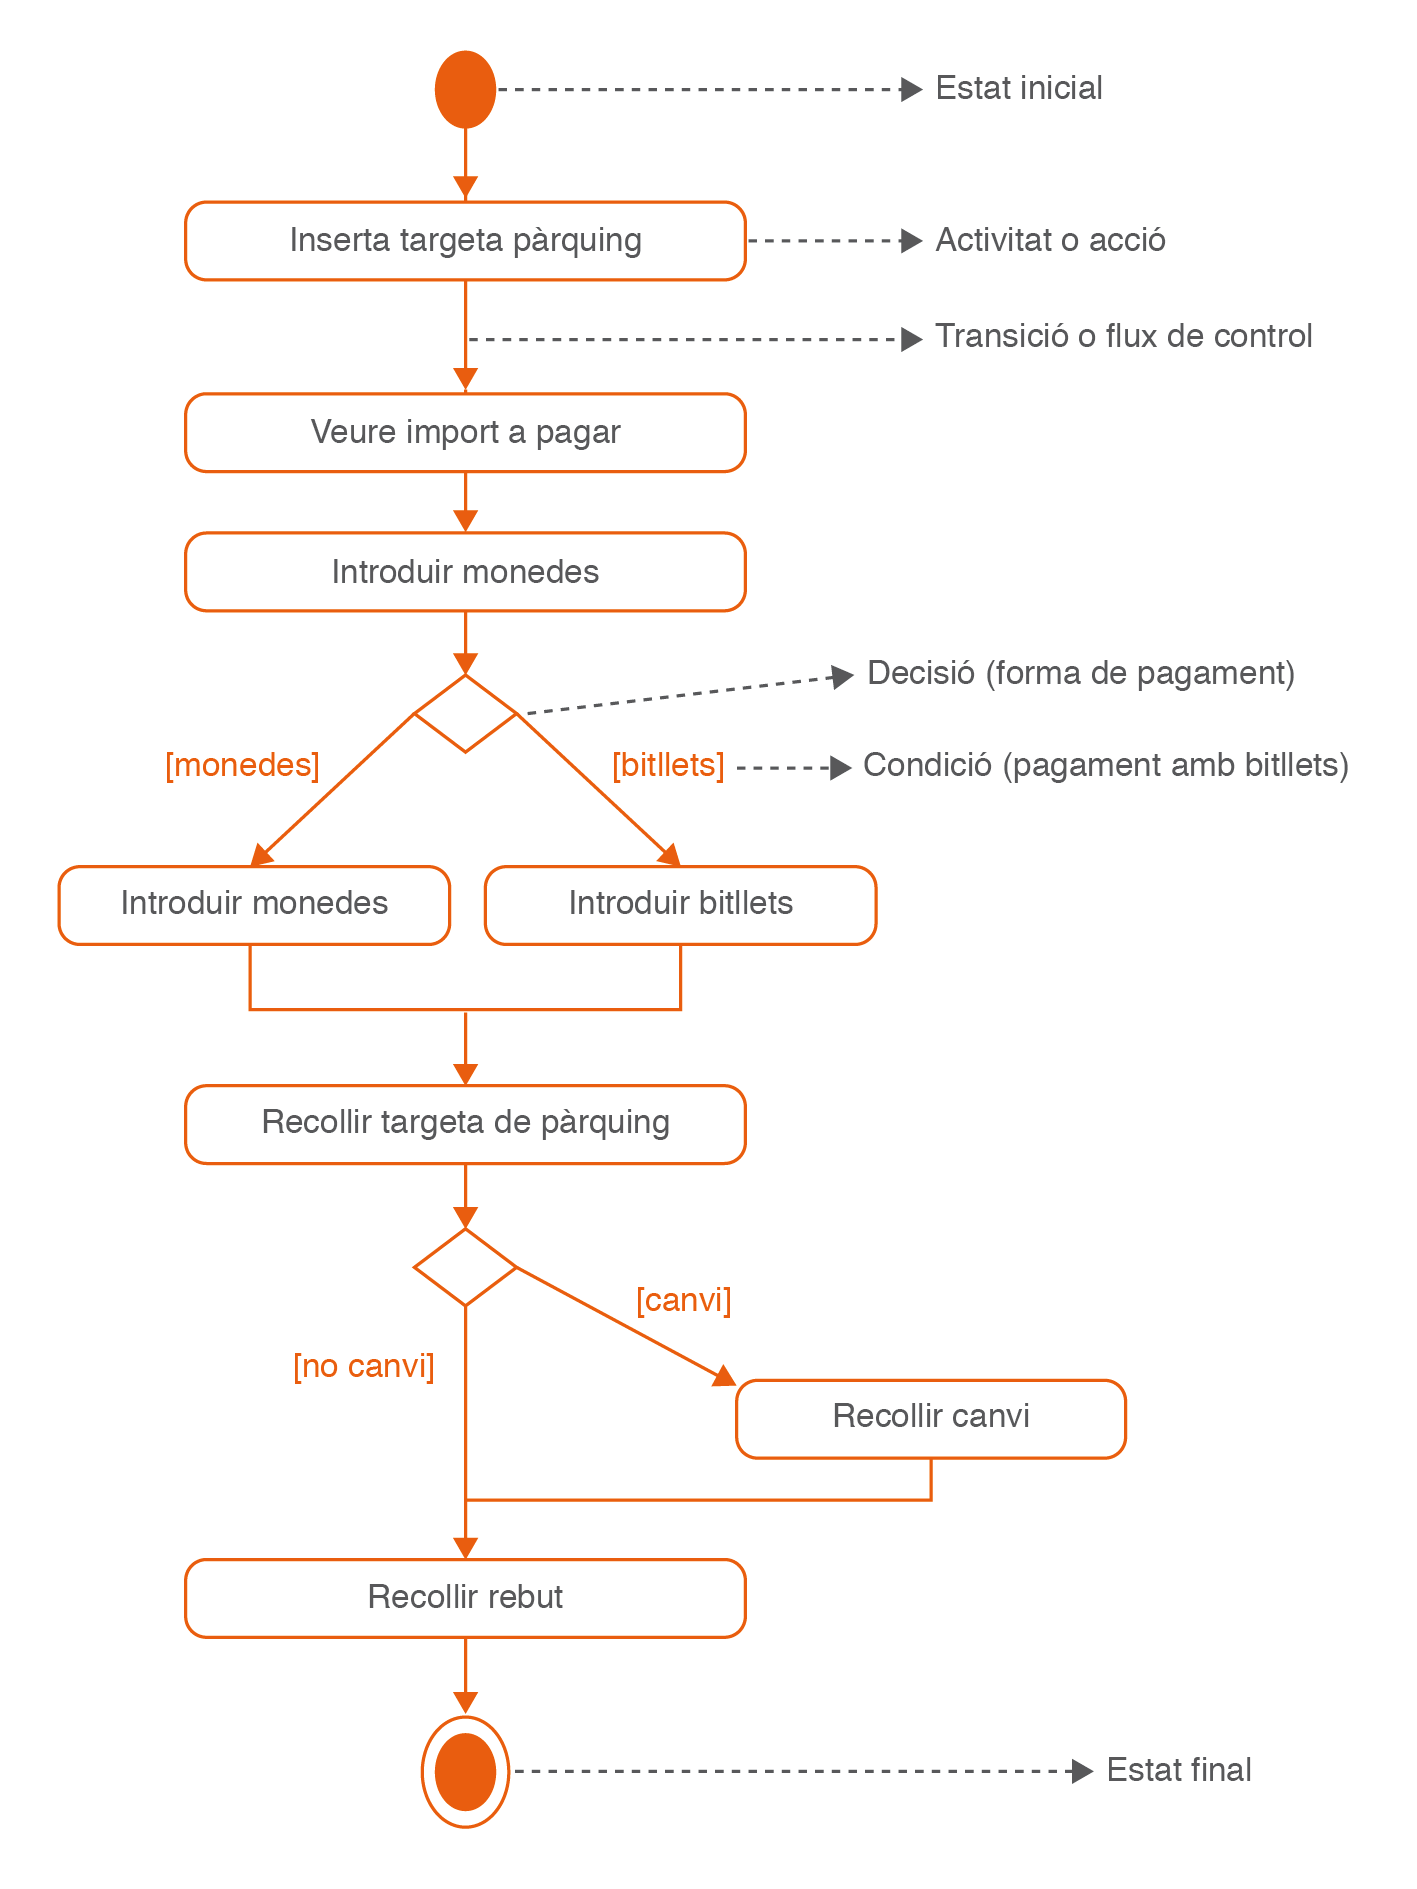 Estat inicial
Inserta targeta pàrquing
Activitat o acció
Transició o flux de control
Veure import a pagar
Introduir monedes
Decisió (forma de pagament)
[monedes]
[bitllets]
Condició (pagament amb bitllets)
Introduir monedes
Introduir bitllets
Recollir targeta de pàrquing
[canvi]
[no canvi]
Recollir canvi
Recollir rebut
Estat final